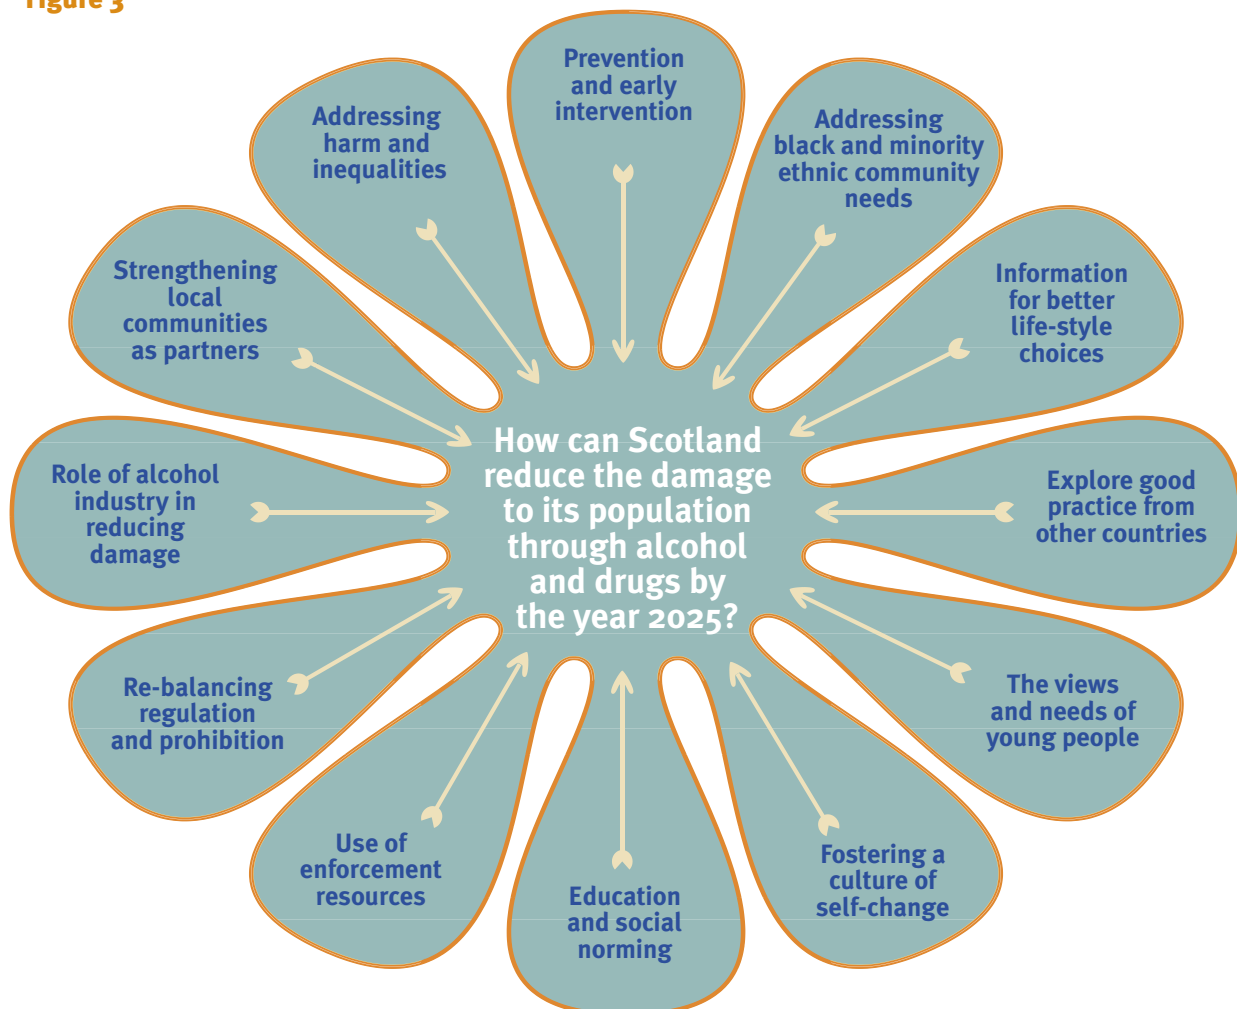 Figure 3
Prevention
and early
intervention
Addressing
black and minority
ethnic community
needs
Information
for better
life-style
choices
Explore good
practice from
other countries
The views
and needs of
young people
Fostering a
culture of
self-change
Education
and social
norming
Use of
enforcement
resources
Re-balancing
regulation
and prohibition
Role of alcohol
industry in
reducing
damage
Strengthening
local
communities
as partners
Addressing
harm and
inequalities
How can Scotland
reduce the damage
to its population
through alcohol
and drugs by
the year 2025?